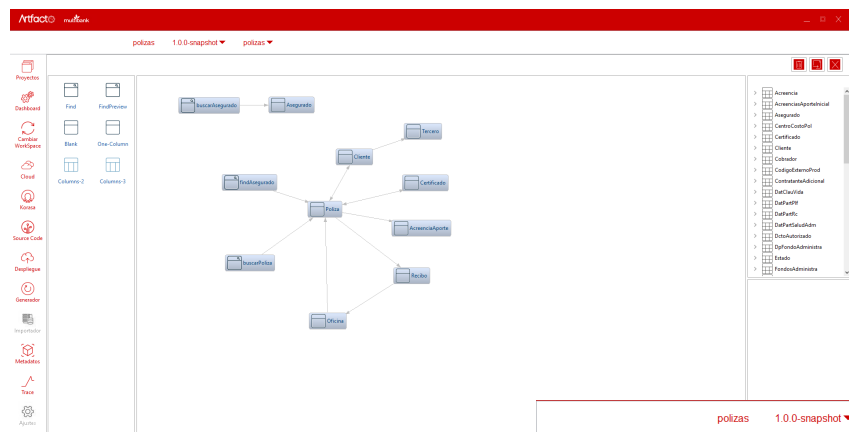 Artfacto multibank
polizas 1.0.0-snapshot polizas
Proyectos
Dashboard
Cambiar
WorkSpace
Cloud
Korasa
Source Code
Despliegue
Generador
Importador
Metadatos
Trace
Ajustes
Find FindPreview
Blank One-Column
Columns-2 Columns-3
buscarAsegurado Asegurado
Tercero
Cliente
findAsegurado Certificado
Poliza
AcreenciaAporte
buscarPoliza
Recibo
Oficina
Acreencia
AcreenciasAporteInicial
Asegurado
CentroCostoPol
Certificado
Cliente
Cobrador
CodigoExternoProd
ContratanteAdicional
DatClauVida
DatPartPlf
DatPartRc
DatPartSaludAdm
DctoAutorizado
DpFondoAdministra
Estado
FondosAdministra
polizas 1.0.0-snapshot